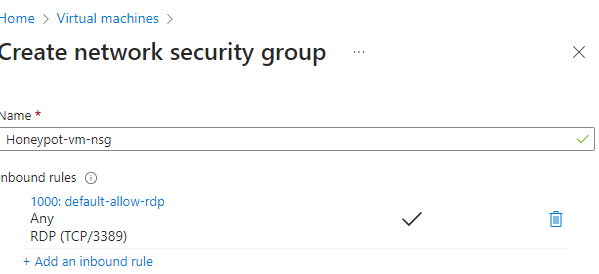 Home > Virtual machines >
Create network security group ...
Name *
Honeypot-vm-nsg
Inbound rules
1000: default-allow-rdp
Any
RDP (TCP/3389)
+ Add an inbound rule